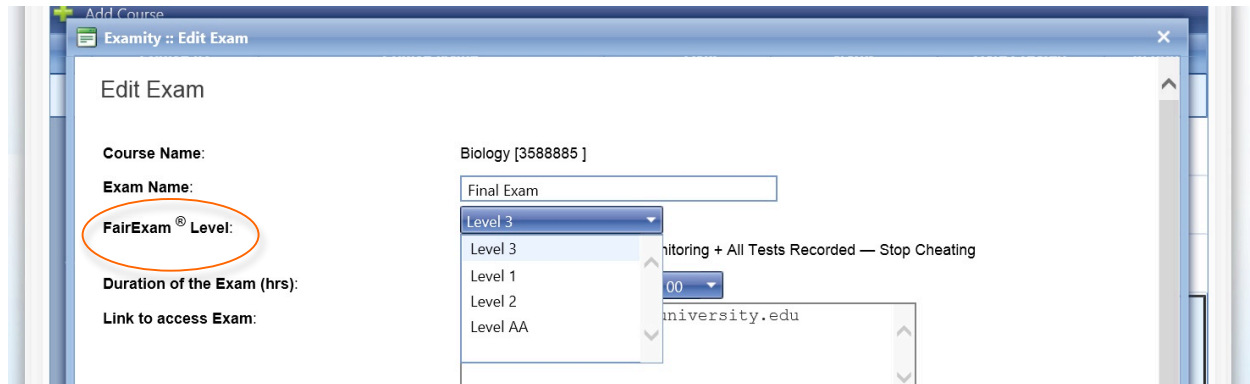 Add Course
Examity :: Edit Exam
Edit Exam
Course Name: Biology [3588885 ]
Exam Name: Final Exam
FairExam ® Level: Level 3
Level 3
Level 1
Level 2
Level AA
+ All Tests Recorded — Stop Cheating
Duration of the Exam (hrs): 00
Link to access Exam: university.edu